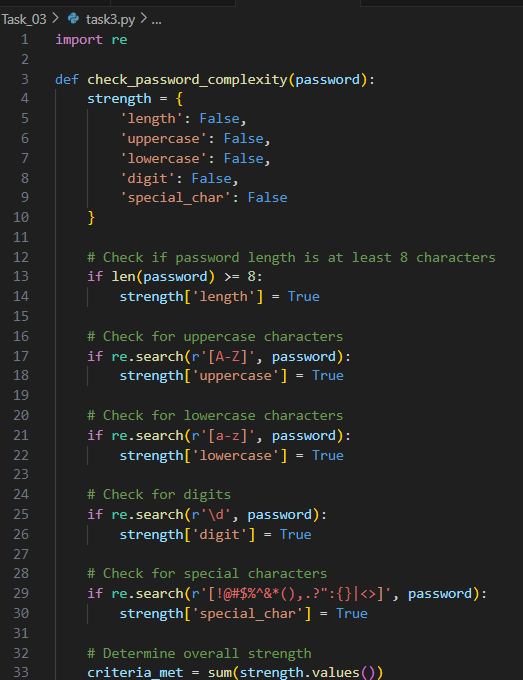 Task_03 > task3.py > ...
1 import re
2
3 def check_password_complexity(password):
4     strength = {
5         'length': False,
6         'uppercase': False,
7         'lowercase': False,
8         'digit': False,
9         'special_char': False
10     }
11
12     # Check if password length is at least 8 characters
13     if len(password) >= 8:
14         strength['length'] = True
15
16     # Check for uppercase characters
17     if re.search(r'[A-Z]', password):
18         strength['uppercase'] = True
19
20     # Check for lowercase characters
21     if re.search(r'[a-z]', password):
22         strength['lowercase'] = True
23
24     # Check for digits
25     if re.search(r'\d', password):
26         strength['digit'] = True
27
28     # Check for special characters
29     if re.search(r'[!@#$%^&*(),.?":{}|<>]', password):
30         strength['special_char'] = True
31
32     # Determine overall strength
33     criteria_met = sum(strength.values())